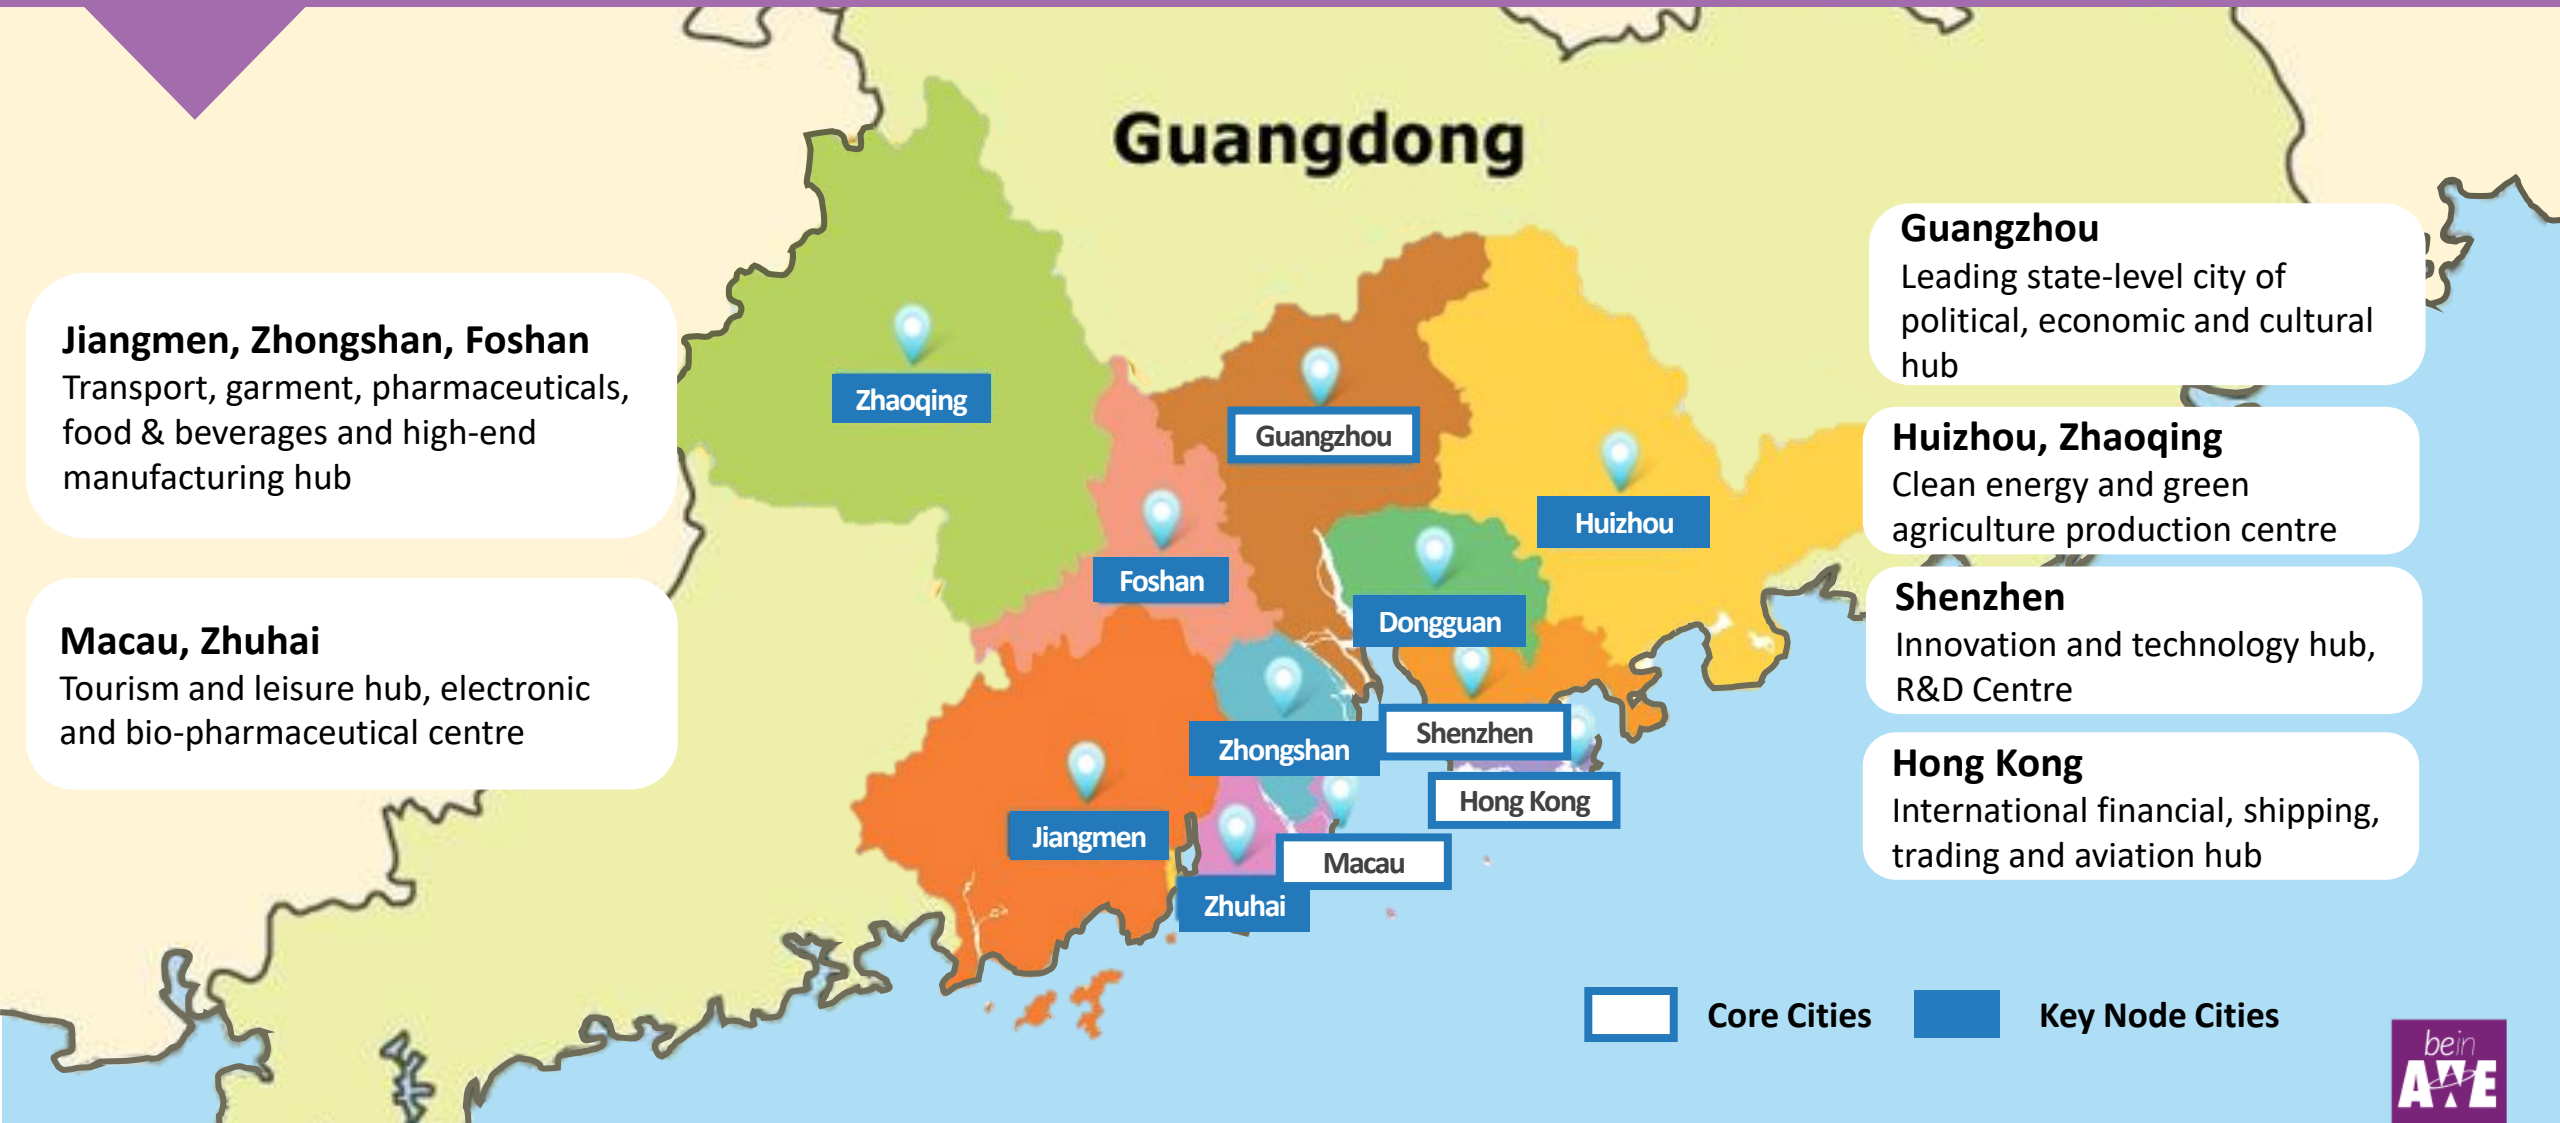 Guangdong
Jiangmen, Zhongshan, Foshan
Transport, garment, pharmaceuticals,
food & beverages and high-end
manufacturing hub
Macau, Zhuhai
Tourism and leisure hub, electronic
and bio-pharmaceutical centre
Zhaoqing
Guangzhou
Huizhou
Foshan
Dongguan
Shenzhen
Zhongshan
Hong Kong
Jiangmen
Macau
Zhuhai
Guangzhou
Leading state-level city of
political, economic and cultural
hub
Huizhou, Zhaoqing
Clean energy and green
agriculture production centre
Shenzhen
Innovation and technology hub,
R&D Centre
Hong Kong
International financial, shipping,
trading and aviation hub
Core Cities
Key Node Cities
bein
AWE